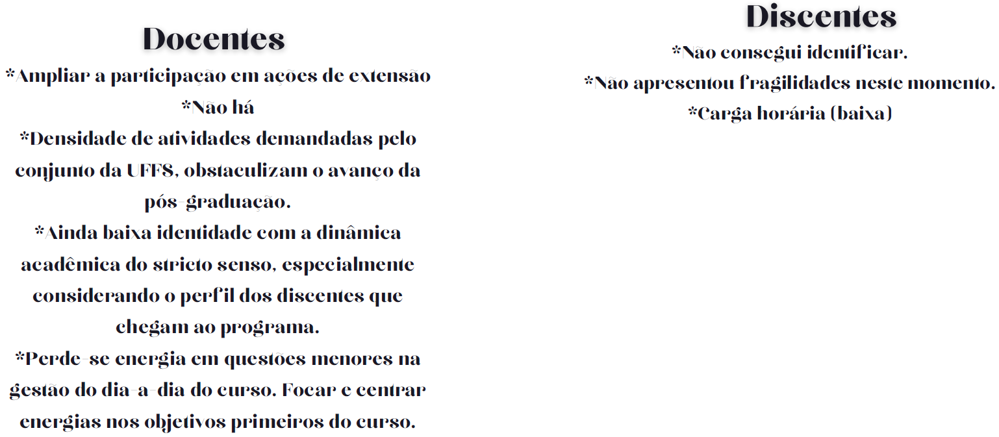 Docentes
*Ampliar a participação em ações de extensão
*Não há
*Densidade de atividades demandadas pelo
conjunto da UFFS, obstaculizam o avanço da
pós-graduação.
*Ainda baixa identidade com a dinâmica
acadêmica do stricto senso, especialmente
considerando o perfil dos discentes que
chegam ao programa.
*Perde-se energia em questões menores na
gestão do dia-a-dia do curso. Focar e centrar
energias nos objetivos primeiros do curso.
Discentes
*Não consegui identificar.
*Não apresentou fragilidades neste momento.
*Carga horária (baixa)